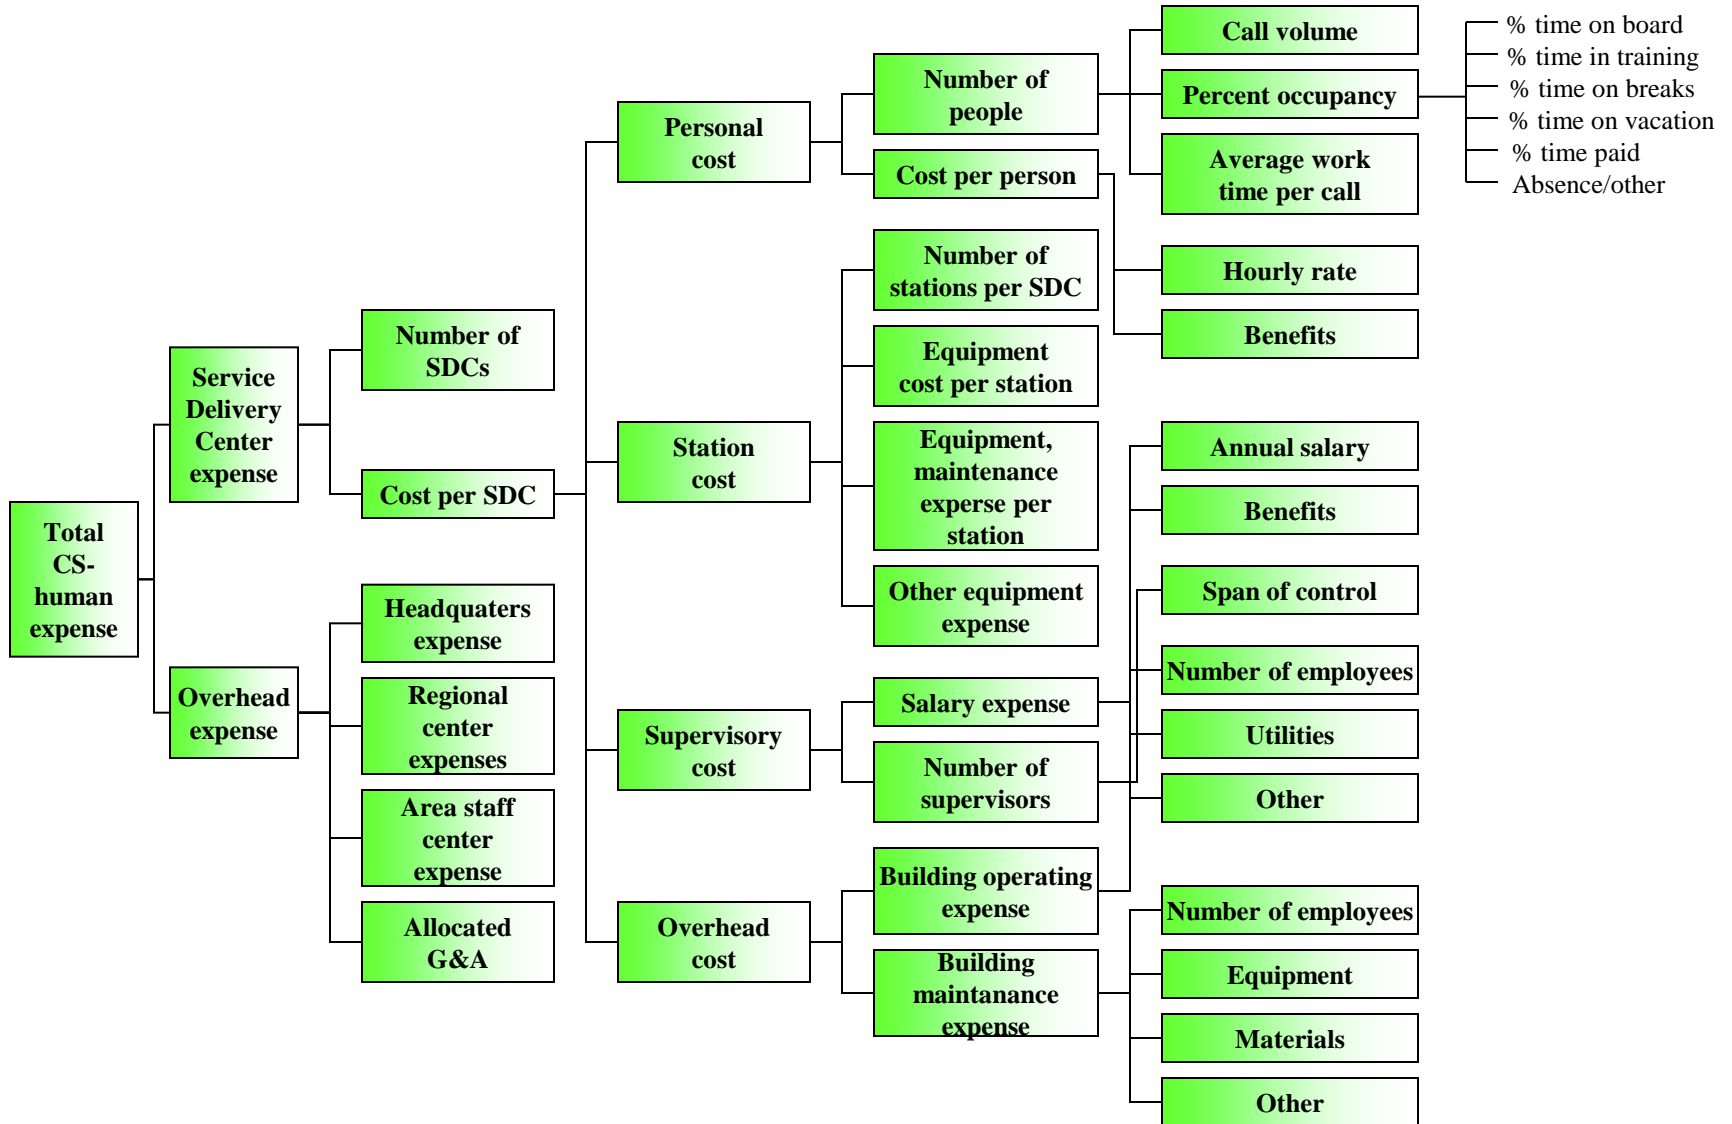 Total
CS-
human
expense
Service
Delivery
Center
expense
Overhead
expense
Number of
SDCs
Cost per SDC
Headquaters
expense
Regional
center
expenses
Area staff
center
expense
Allocated
G&A
Personal
cost
Station
cost
Supervisory
cost
Overhead
cost
Number of
people
Cost per person
Number of
stations per SDC
Equipment
cost per station
Equipment,
maintenance
experse per
station
Other equipment
expense
Salary expense
Number of
supervisors
Building operating
expense
Building
maintanance
expense
Call volume
Percent occupancy
Average work
time per call
Hourly rate
Benefits
Annual salary
Benefits
Span of control
Number of employees
Utilities
Other
Number of employees
Equipment
Materials
Other
% time on board
% time in training
% time on breaks
% time on vacation
% time paid
Absence/other